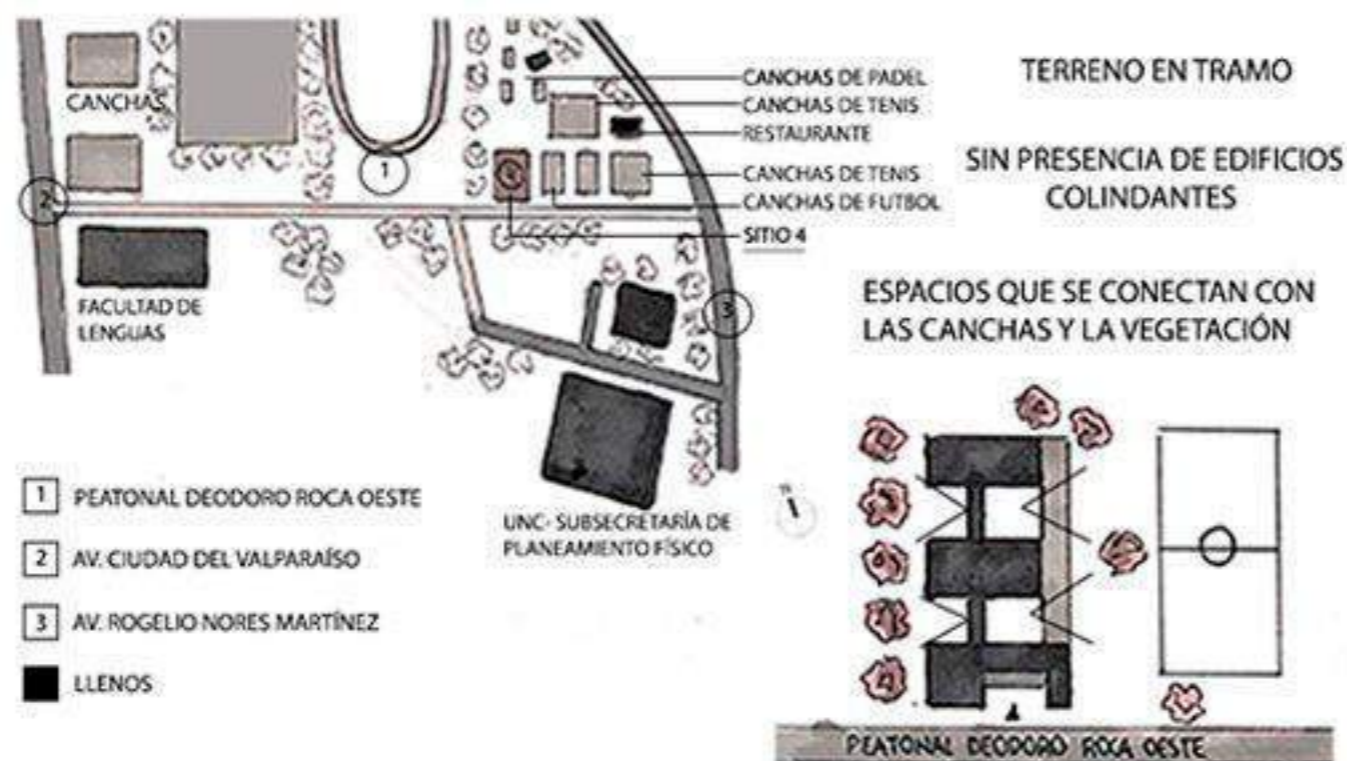 CANCHAS
2
1
3
CANCHAS DE PADEL
CANCHAS DE TENIS
RESTAURANTE
CANCHAS DE TENIS
CANCHAS DE FUTBOL
SITIO 4
FACULTAD DE
LENGUAS
UNC- SUBSECRETARÍA DE
PLANEAMIENTO FÍSICO
1 PEATONAL DEODORO ROCA OESTE
2 AV. CIUDAD DEL VALPARAÍSO
3 AV. ROGELIO NORES MARTÍNEZ
LLENOS
TERRENO EN TRAMO
SIN PRESENCIA DE EDIFICIOS
COLINDANTES
ESPACIOS QUE SE CONECTAN CON
LAS CANCHAS Y LA VEGETACIÓN
PEATONAL DEODORO ROCA OESTE